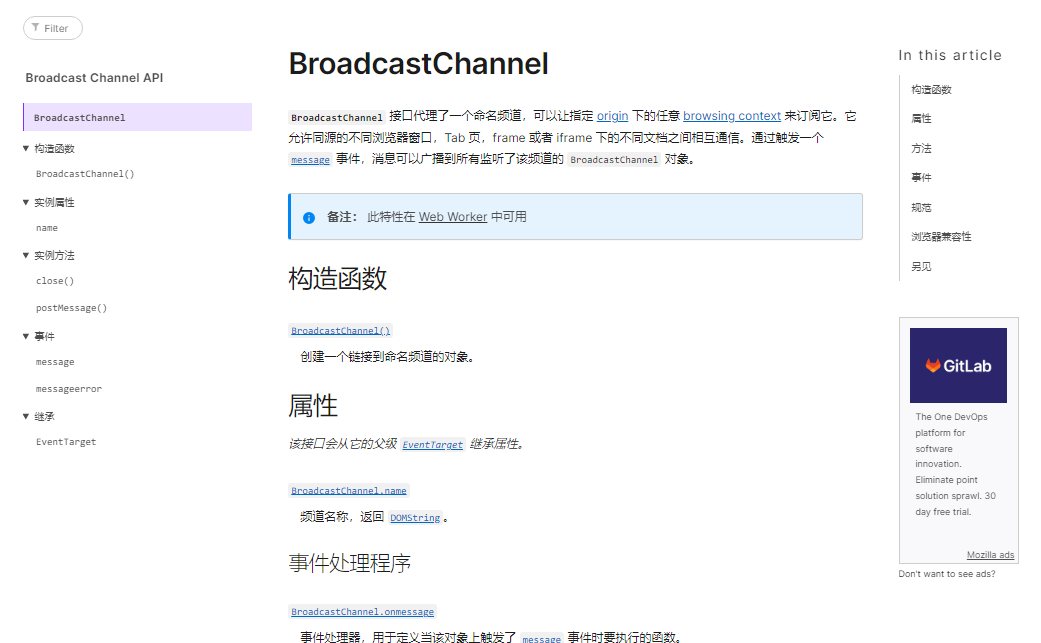 Filter
Broadcast Channel API
BroadcastChannel
构造函数
BroadcastChannel()
实例属性
name
实例方法
close()
postMessage()
事件
message
messageerror
继承
EventTarget
BroadcastChannel
BroadcastChannel 接口代理了一个命名频道，可以让指定 origin 下的任意 browsing context 来订阅它。它
允许同源的不同浏览器窗口，Tab 页，frame 或者 iframe 下的不同文档之间相互通信。通过触发一个
message 事件，消息可以广播到所有监听了该频道的 BroadcastChannel 对象。
备注： 此特性在 Web Worker 中可用
构造函数
BroadcastChannel()
创建一个链接到命名频道的对象。
属性
该接口会从它的父级 EventTarget 继承属性。
BroadcastChannel.name
频道名称，返回 DOMString。
事件处理程序
BroadcastChannel.onmessage
事件处理器，用于定义当该对象上触发了 message 事件时要执行的函数。
In this article
构造函数
属性
方法
事件
规范
浏览器兼容性
另见
GitLab
The One DevOps
platform for
software
innovation.
Eliminate point
solution sprawl. 30
day free trial.
Mozilla ads
Don't want to see ads?